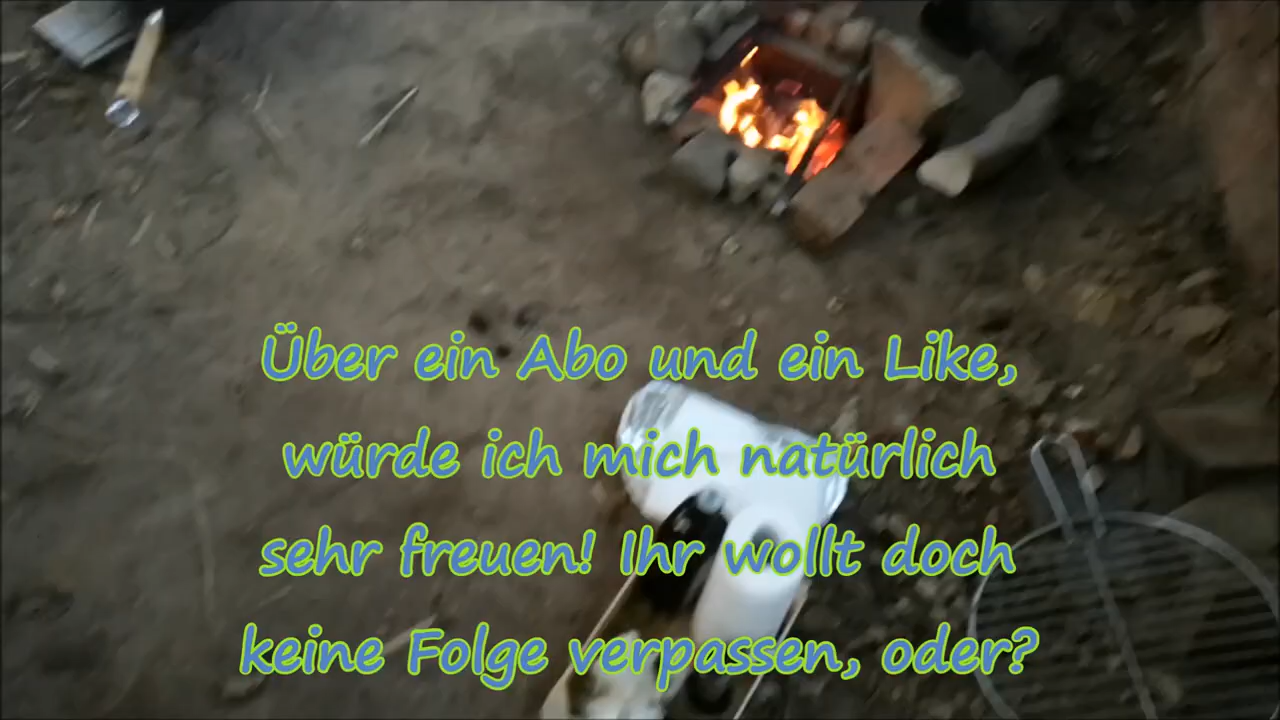 Über ein Abo und ein Like,
würde ich mich natürlich
sehr freuen! Ihr wollt doch
keine Folge verpassen, oder?